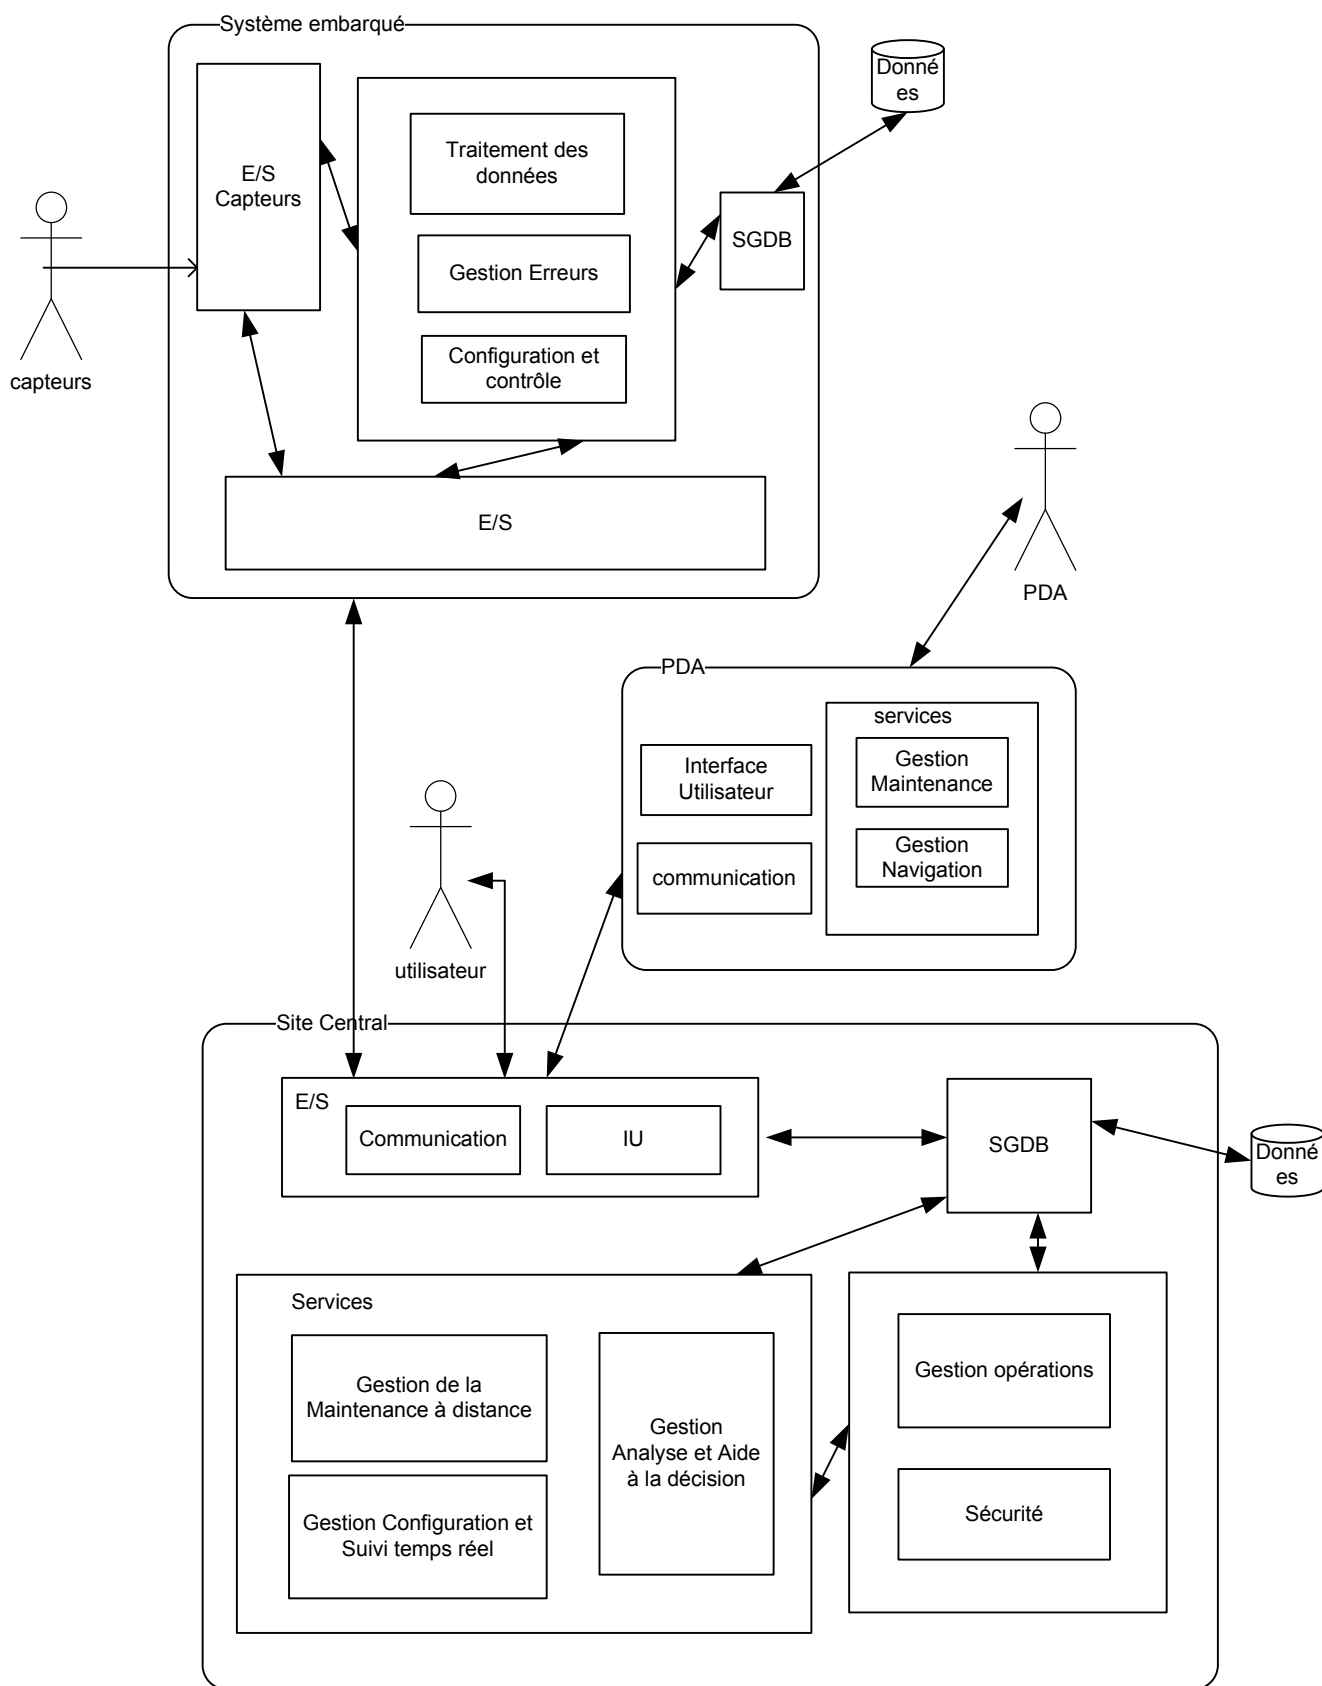 Système embarqué
Donné
es
E/S
Capteurs
Traitement des
données
SGDB
Gestion Erreurs
Configuration et
contrôle
capteurs
E/S
PDA
PDA
services
Interface
Utilisateur
Gestion
Maintenance
communication
Gestion
Navigation
utilisateur
Site Central
E/S
Communication
IU
SGDB
Donné
es
Services
Gestion de la
Maintenance à distance
Gestion
Analyse et Aide
à la décision
Gestion opérations
Gestion Configuration et
Suivi temps réel
Sécurité